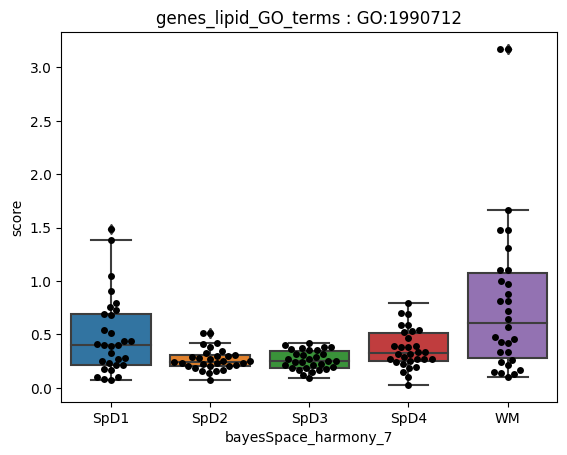 genes_lipid_GO_terms : GO:1990712
score
3.0
2.5
2.0
1.5
1.0
0.5
0.0
SpD1 SpD2 SpD3 SpD4 WM
bayesSpace_harmony_7